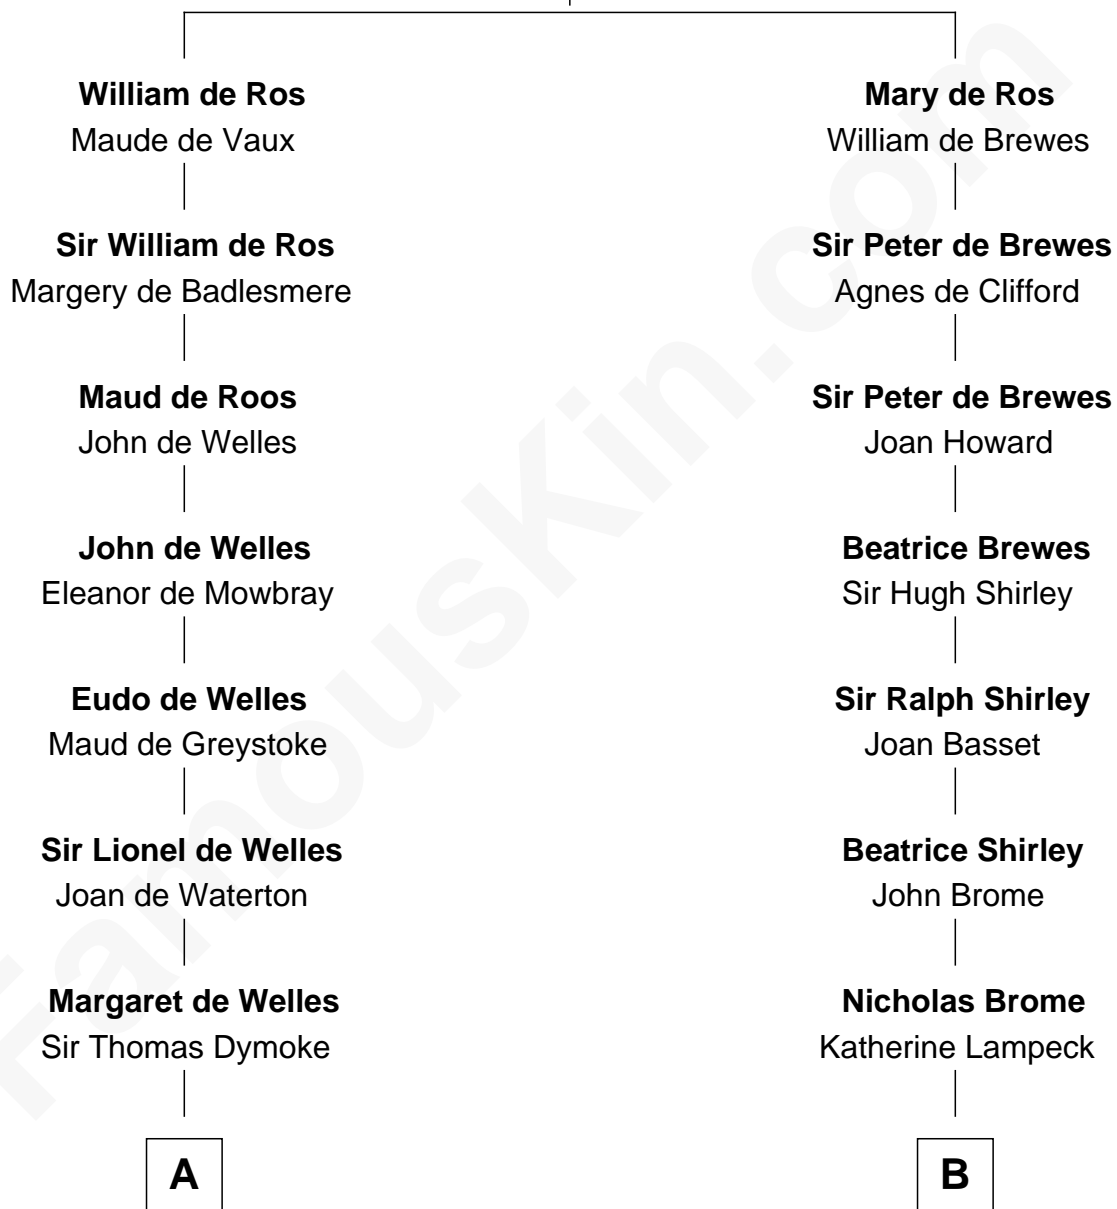 William de Ros
Maude de Vaux
Sir William de Ros
Margery de Badlesmere
Maud de Roos
John de Welles
John de Welles
Eleanor de Mowbray
Eudo de Welles
Maud de Greystoke
Sir Lionel de Welles
Joan de Waterton
Margaret de Welles
Sir Thomas Dymoke
A
Mary de Ros
William de Brewes
Sir Peter de Brewes
Agnes de Clifford
Sir Peter de Brewes
Joan Howard
Beatrice Brewes
Sir Hugh Shirley
Sir Ralph Shirley
Joan Basset
Beatrice Shirley
John Brome
Nicholas Brome
Katherine Lampeck
B
FamousKin.com